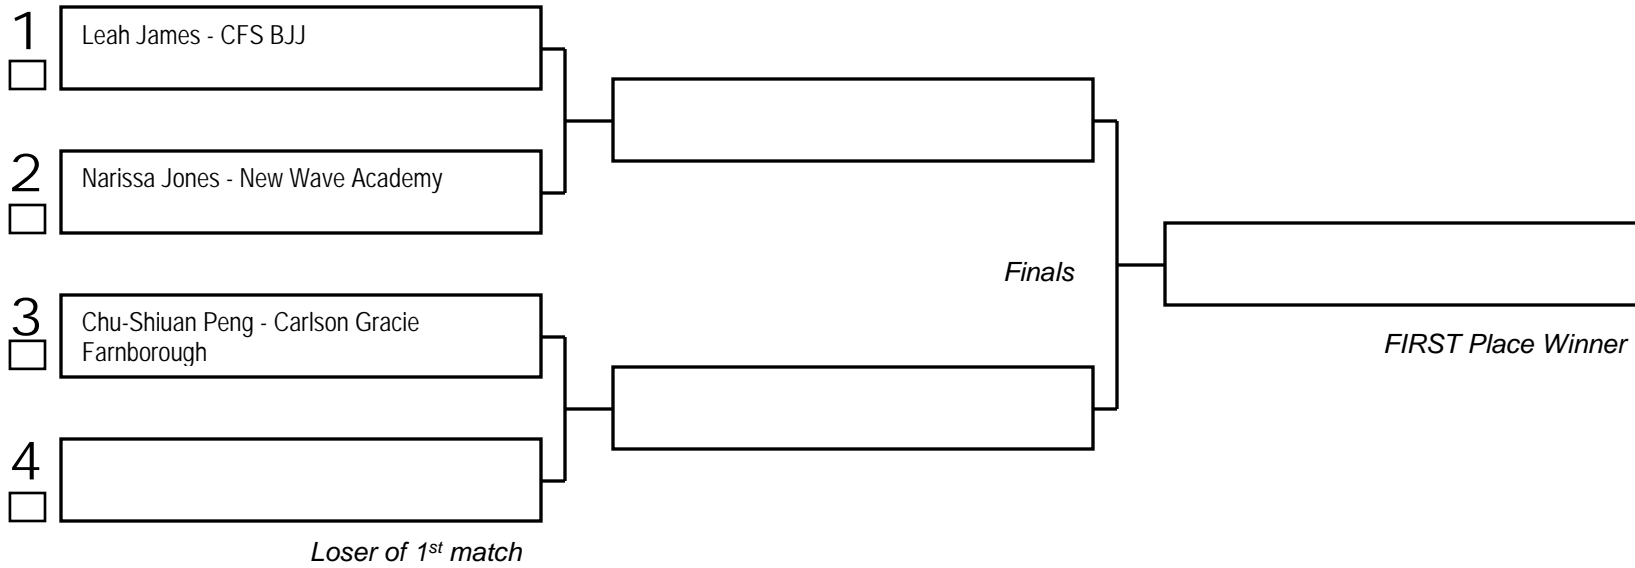 1
Leah James - CFS BJJ
2
Narissa Jones - New Wave Academy
3
Chu-Shiuan Peng - Carlson Gracie
Farnborough
4
Loser of 1st match
Finals
FIRST Place Winner